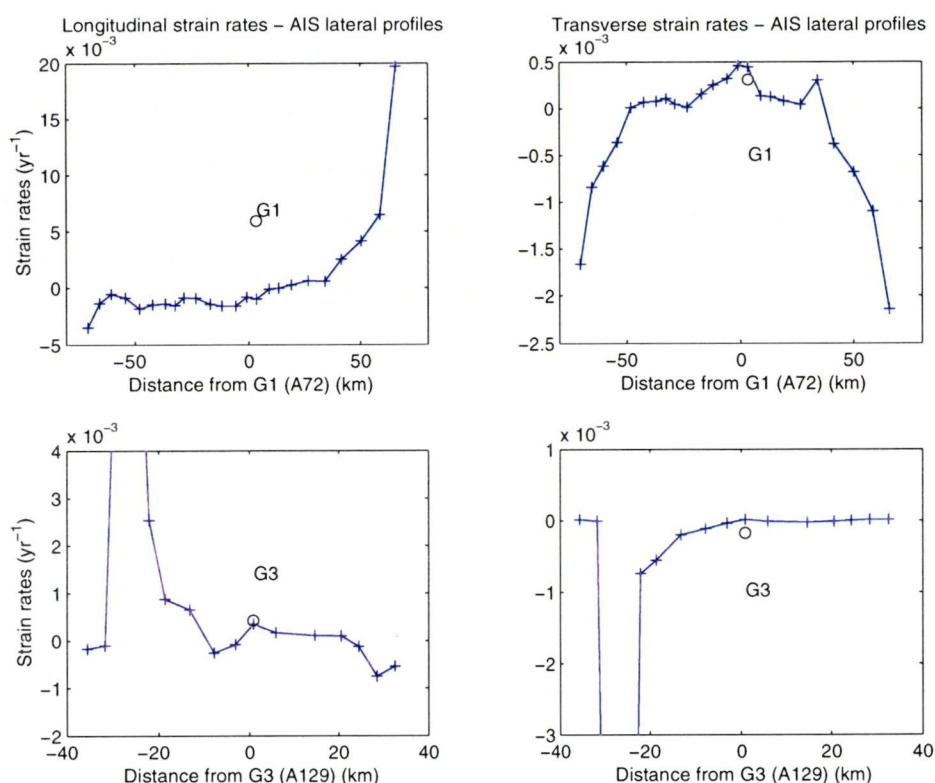 Longitudinal strain rates – AIS lateral profiles
x 10⁻³
20
15
10
5
0
−5
Strain rates (yr⁻¹)
G1
−50
0
50
Distance from G1 (A72) (km)
Transverse strain rates – AIS lateral profiles
x 10⁻³
0.5
0
−0.5
−1
−1.5
−2
−2.5
G1
−50
0
50
Distance from G1 (A72) (km)
x 10⁻³
4
3
2
1
0
−1
−2
Strain rates (yr⁻¹)
G3
−40
−20
0
20
40
Distance from G3 (A129) (km)
x 10⁻³
1
0
−1
−2
−3
G3
−40
−20
0
20
40
Distance from G3 (A129) (km)